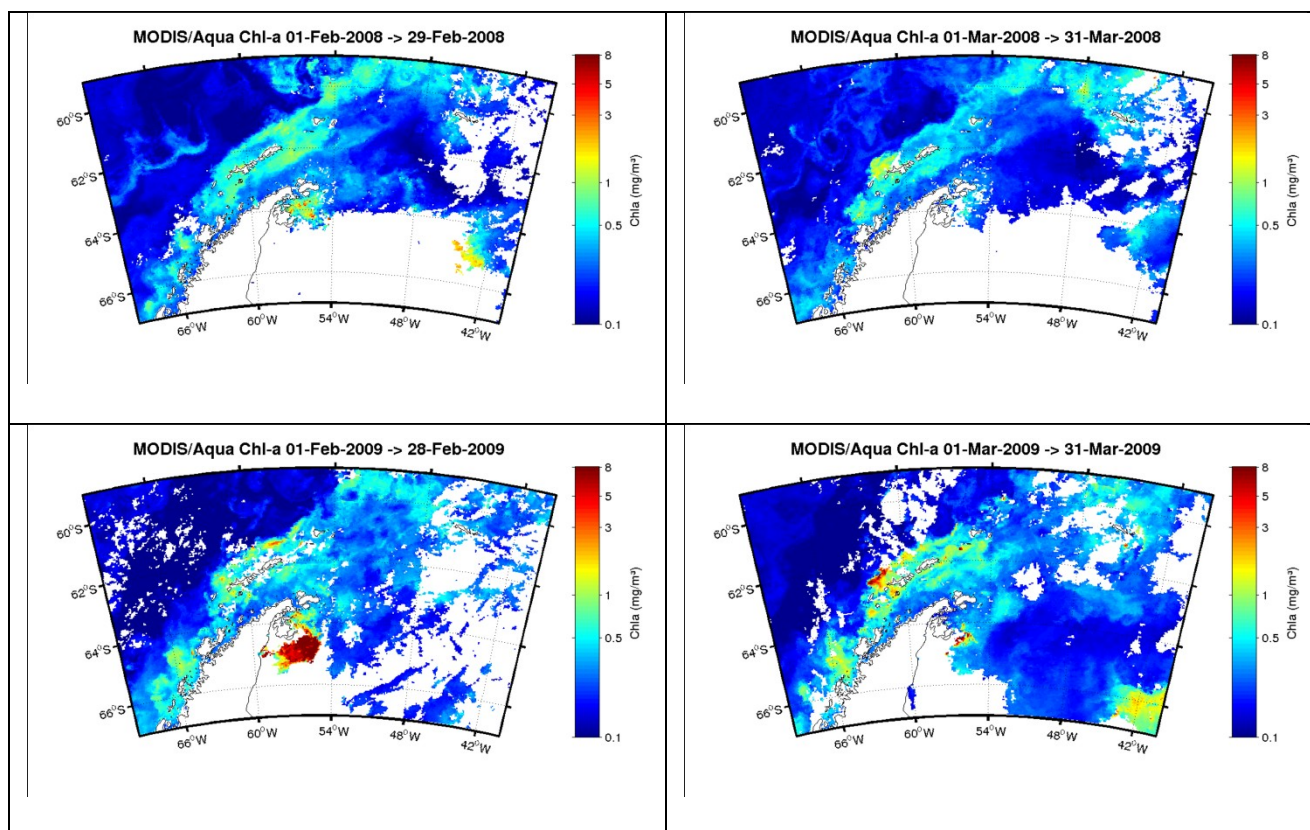 MODIS/Aqua Chl-a 01-Feb-2008 -> 29-Feb-2008
60°S
62°S
64°S
66°S
66°W
60°W
54°W
48°W
42°W
8
5
3
1
0.5
0.1
Chla (mg/m³)
MODIS/Aqua Chl-a 01-Mar-2008 -> 31-Mar-2008
60°S
62°S
64°S
66°S
66°W
60°W
54°W
48°W
42°W
8
5
3
1
0.5
0.1
Chla (mg/m³)
MODIS/Aqua Chl-a 01-Feb-2009 -> 28-Feb-2009
60°S
62°S
64°S
66°S
66°W
60°W
54°W
48°W
42°W
8
5
3
1
0.5
0.1
Chla (mg/m³)
MODIS/Aqua Chl-a 01-Mar-2009 -> 31-Mar-2009
60°S
62°S
64°S
66°S
66°W
60°W
54°W
48°W
42°W
8
5
3
1
0.5
0.1
Chla (mg/m³)